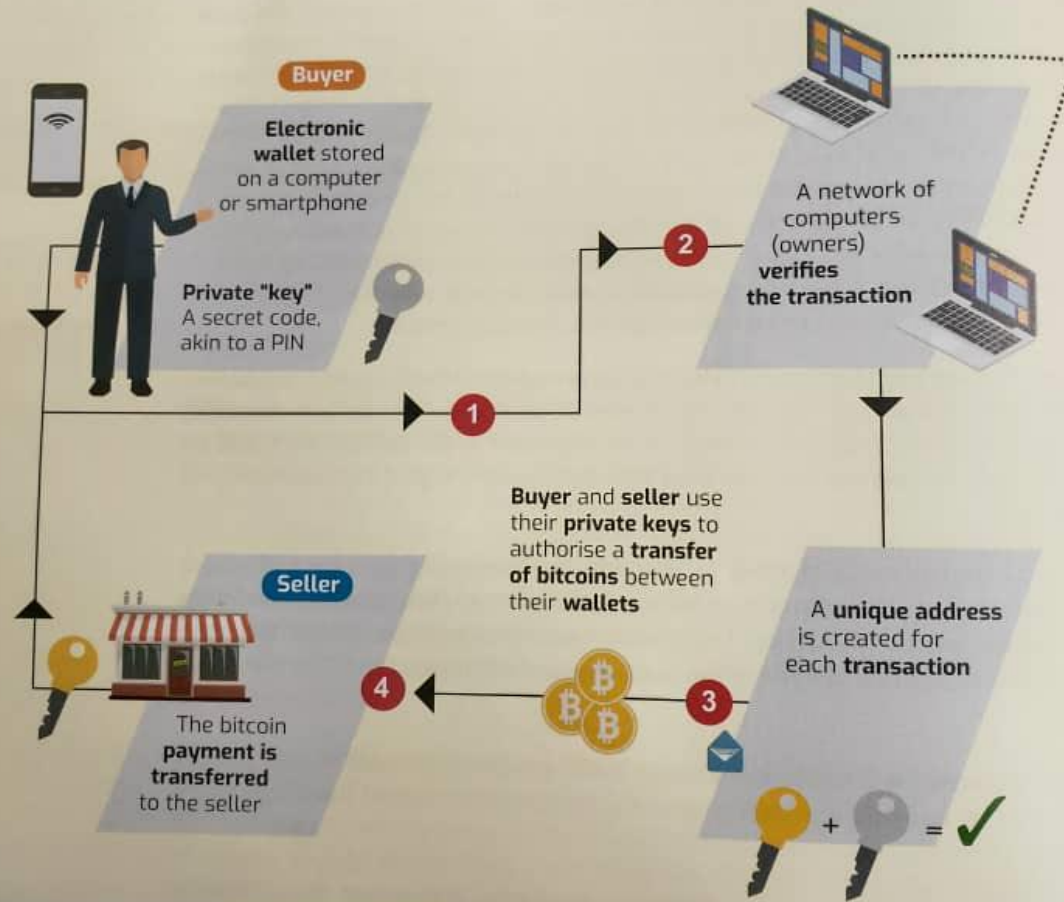 Buyer
Electronic
wallet stored
on a computer
or smartphone
Private "key"
A secret code,
akin to a PIN
1
2
A network of
computers
(owners)
verifies
the transaction
Buyer and seller use
their private keys to
authorise a transfer
of bitcoins between
their wallets
A unique address
is created for
each transaction
3
+ =
4
Seller
The bitcoin
payment is
transferred
to the seller